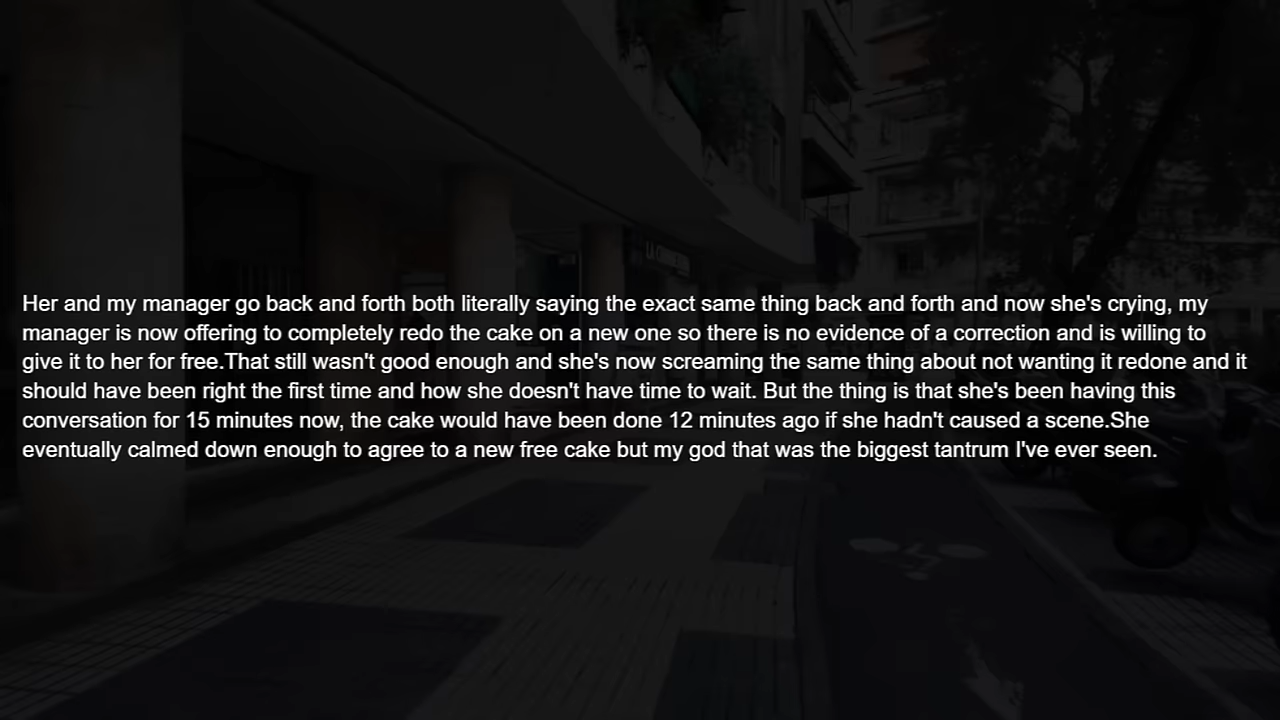 Her and my manager go back and forth both literally saying the exact same thing back and forth and now she's crying, my
manager is now offering to completely redo the cake on a new one so there is no evidence of a correction and is willing to
give it to her for free.That still wasn't good enough and she's now screaming the same thing about not wanting it redone and it
should have been right the first time and how she doesn't have time to wait. But the thing is that she's been having this
conversation for 15 minutes now, the cake would have been done 12 minutes ago if she hadn't caused a scene.She
eventually calmed down enough to agree to a new free cake but my god that was the biggest tantrum I've ever seen.